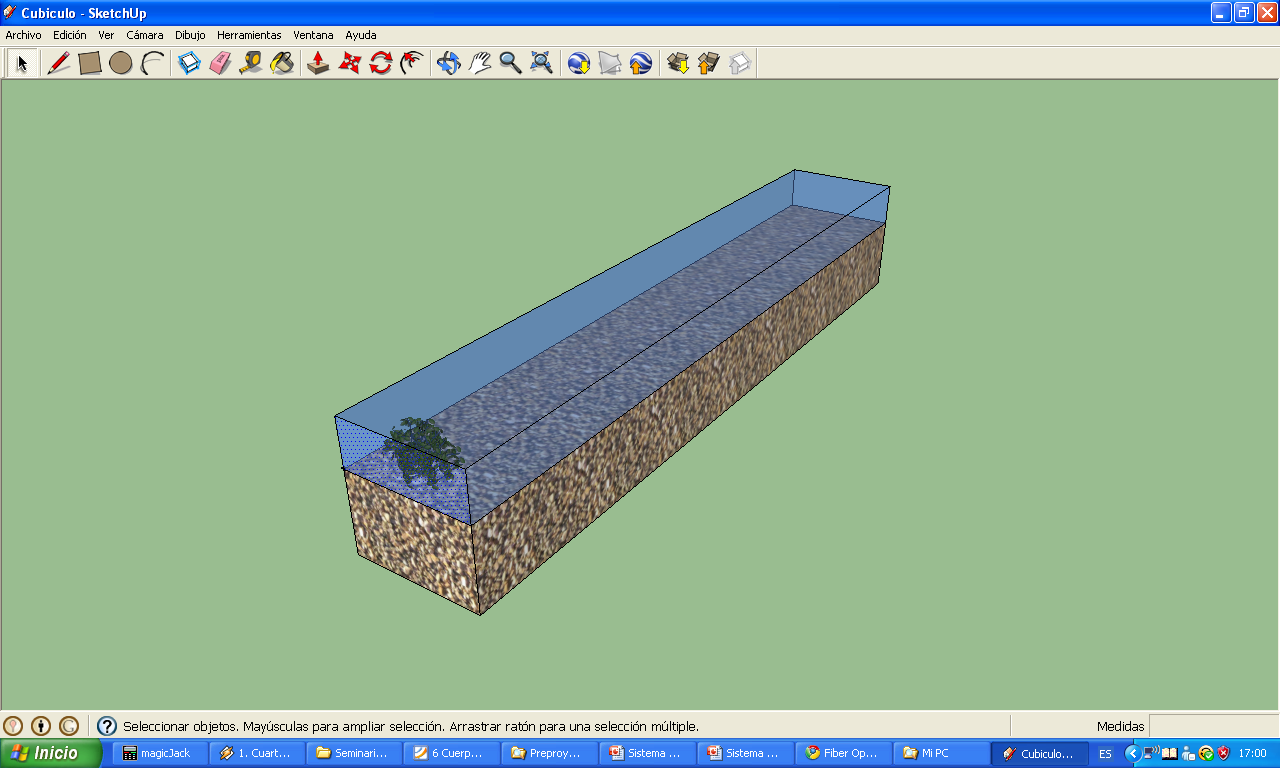 Cubiculo - SketchUp
Archivo Edición Ver Cámara Dibujo Herramientas Ventana Ayuda
Seleccionar objetos. Mayúsculas para ampliar selección. Arrastrar ratón para una selección múltiple.
Medidas
Inicio
magicJack
1. Cuart...
Seminari...
6 Cuerp...
Preproy...
Sistema ...
Sistema ...
Fiber Op...
Mi PC
Cubiculo...
ES
17:00